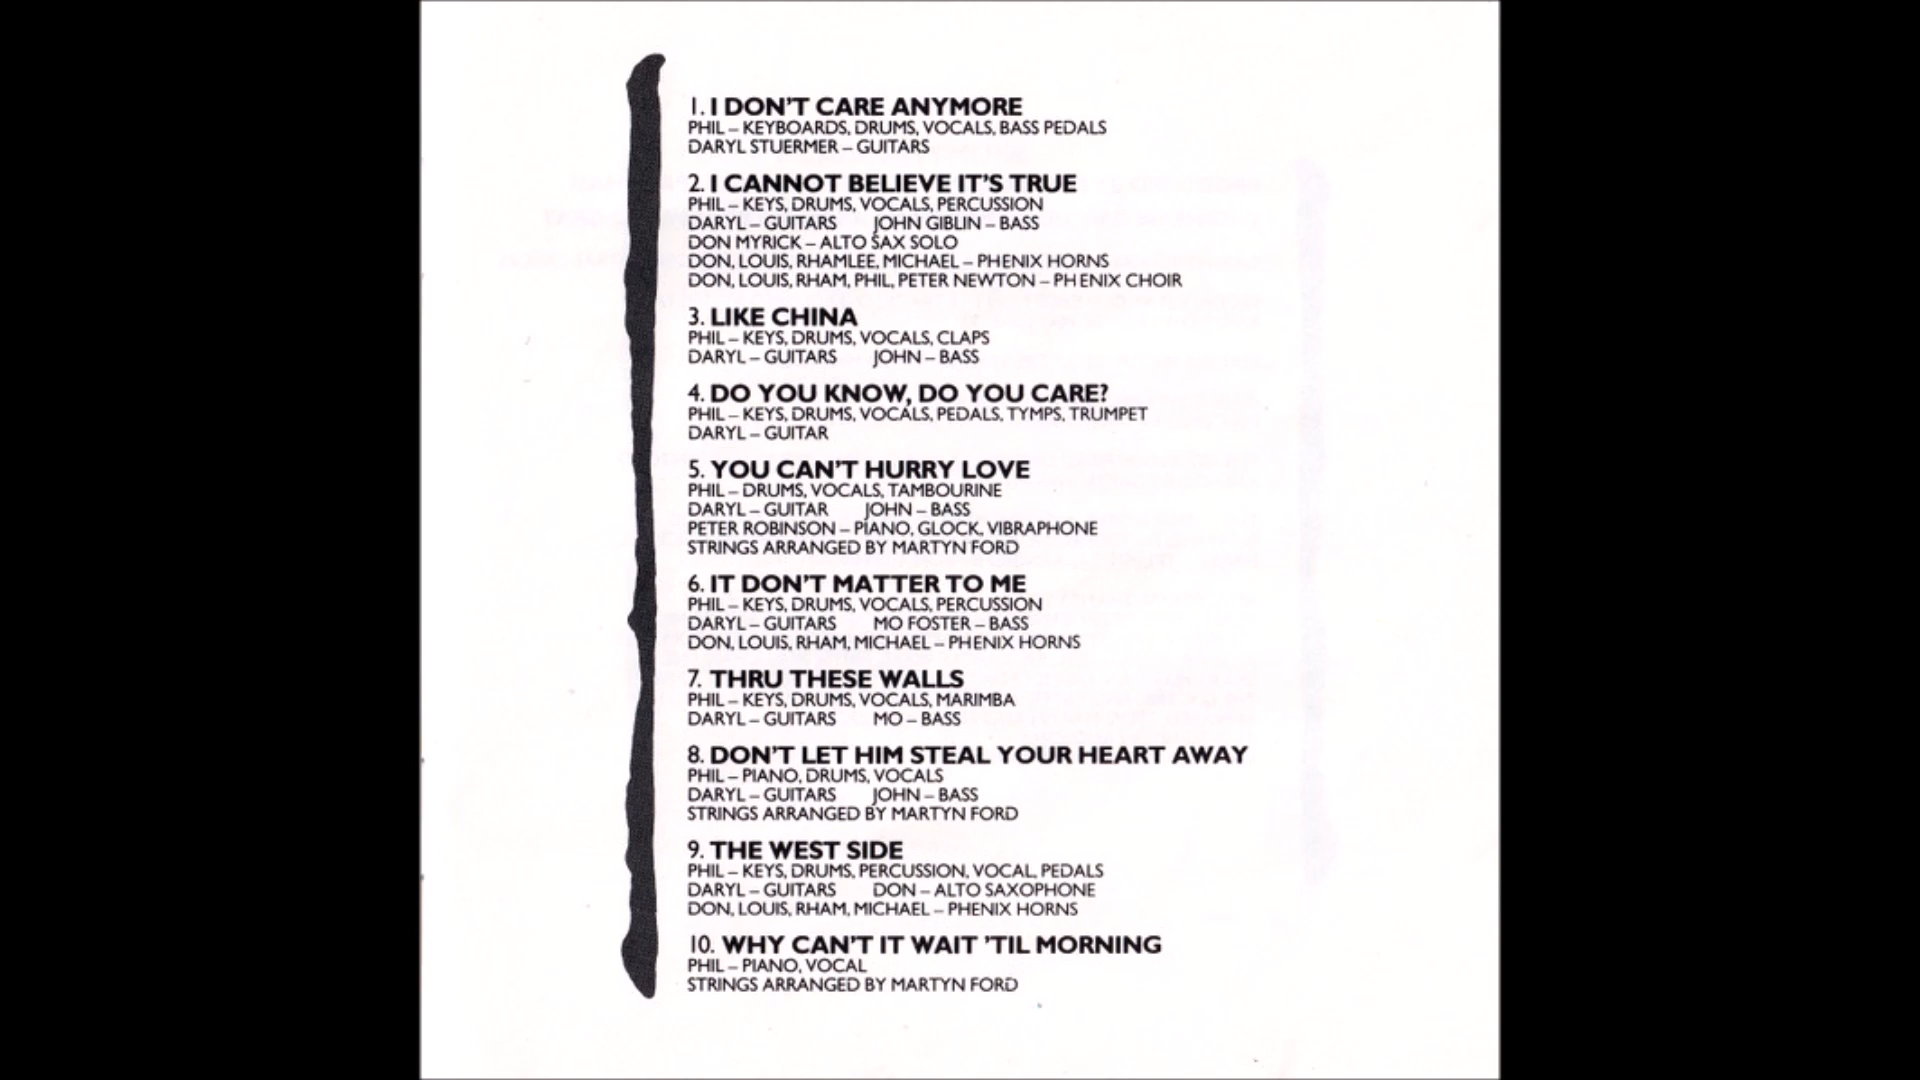 1. I DON'T CARE ANYMORE
PHIL – KEYBOARDS, DRUMS, VOCALS, BASS PEDALS
DARYL STUERMER – GUITARS
2. I CANNOT BELIEVE IT'S TRUE
PHIL – KEYS, DRUMS, VOCALS, PERCUSSION
DARYL – GUITARS JOHN GIBLIN – BASS
DON MYRICK – ALTO SAX SOLO
DON, LOUIS, RHAMLEE, MICHAEL – PHENIX HORNS
DON, LOUIS, RHAM, PHIL, PETER NEWTON – PHENIX CHOIR
3. LIKE CHINA
PHIL – KEYS, DRUMS, VOCALS, CLAPS
DARYL – GUITARS JOHN – BASS
4. DO YOU KNOW, DO YOU CARE?
PHIL – KEYS, DRUMS, VOCALS, PEDALS, TYMPS, TRUMPET
DARYL – GUITAR
5. YOU CAN'T HURRY LOVE
PHIL – DRUMS, VOCALS, TAMBOURINE
DARYL – GUITAR JOHN – BASS
PETER ROBINSON – PIANO, GLOCK, VIBRAPHONE
STRINGS ARRANGED BY MARTYN FORD
6. IT DON'T MATTER TO ME
PHIL – KEYS, DRUMS, VOCALS, PERCUSSION
DARYL – GUITARS MO FOSTER – BASS
DON, LOUIS, RHAM, MICHAEL – PHENIX HORNS
7. THRU THESE WALLS
PHIL – KEYS, DRUMS, VOCALS, MARIMBA
DARYL – GUITARS MO – BASS
8. DON'T LET HIM STEAL YOUR HEART AWAY
PHIL – PIANO, DRUMS, VOCALS
DARYL – GUITARS JOHN – BASS
STRINGS ARRANGED BY MARTYN FORD
9. THE WEST SIDE
PHIL – KEYS, DRUMS, PERCUSSION, VOCAL, PEDALS
DARYL – GUITARS DON – ALTO SAXOPHONE
DON, LOUIS, RHAM, MICHAEL – PHENIX HORNS
10. WHY CAN'T IT WAIT 'TIL MORNING
PHIL – PIANO, VOCAL
STRINGS ARRANGED BY MARTYN FORD